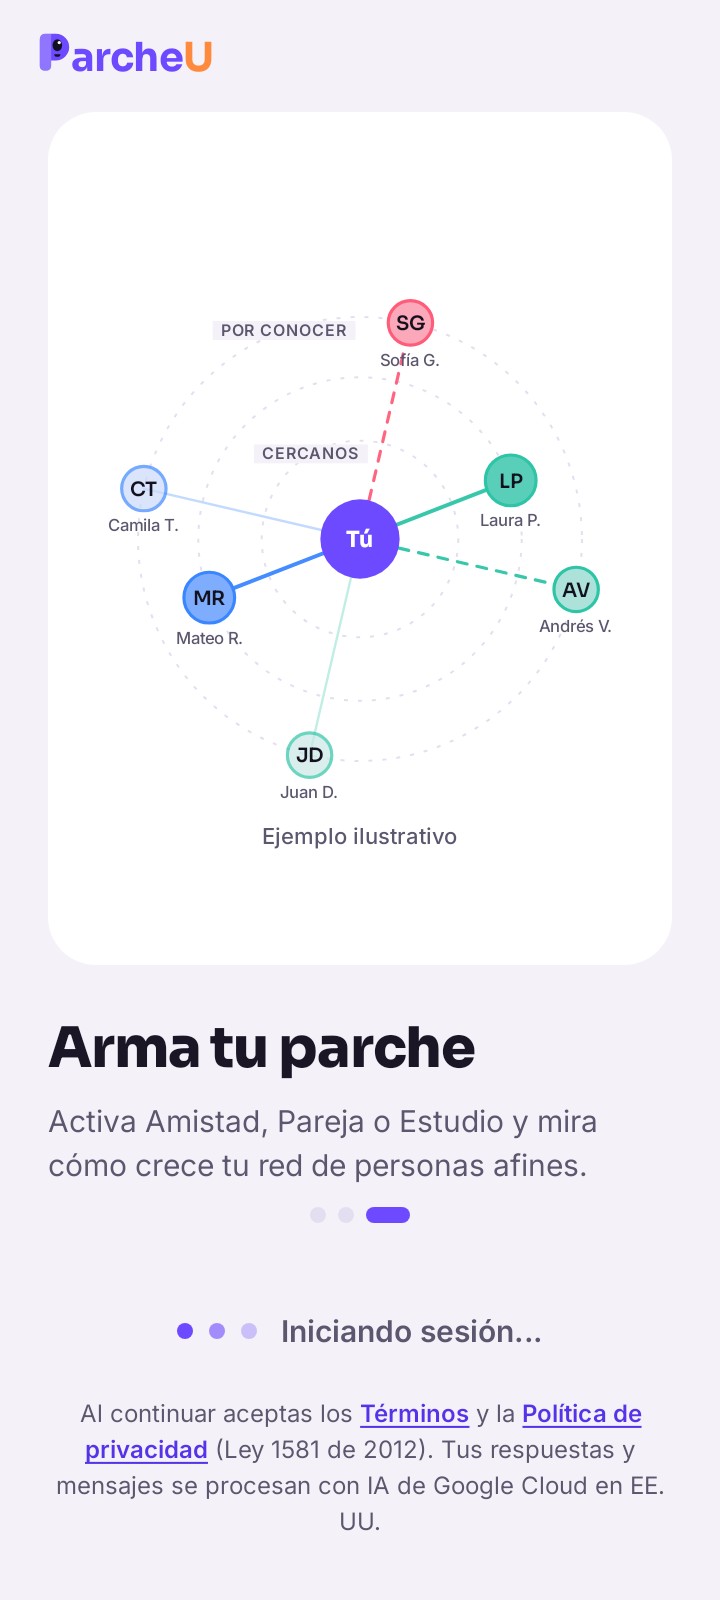 ParcheU
POR CONOCER
SG
Sofía G.
CERCANOS
CT
Camila T.
LP
Laura P.
Tú
MR
Mateo R.
AV
Andrés V.
JD
Juan D.
Ejemplo ilustrativo
Arma tu parche
Activa Amistad, Pareja o Estudio y mira
cómo crece tu red de personas afines.
Iniciando sesión...
Al continuar aceptas los Términos y la Política de
privacidad (Ley 1581 de 2012). Tus respuestas y
mensajes se procesan con IA de Google Cloud en EE.
UU.